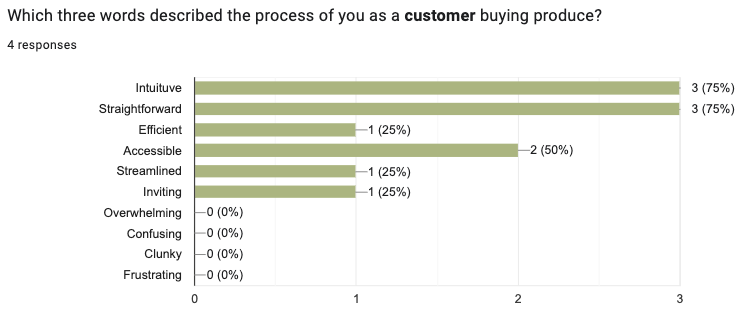 Which three words described the process of you as a customer buying produce?
4 responses
Intuituve 3 (75%)
Straightforward 3 (75%)
Efficient 1 (25%)
Accessible 2 (50%)
Streamlined 1 (25%)
Inviting 1 (25%)
Overwhelming 0 (0%)
Confusing 0 (0%)
Clunky 0 (0%)
Frustrating 0 (0%)
0 1 2 3